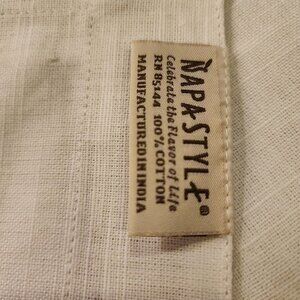 NAPASTYLE®
Celebrate the Flavor of Life
RN 85144 100% COTTON
MANUFACTURED IN INDIA